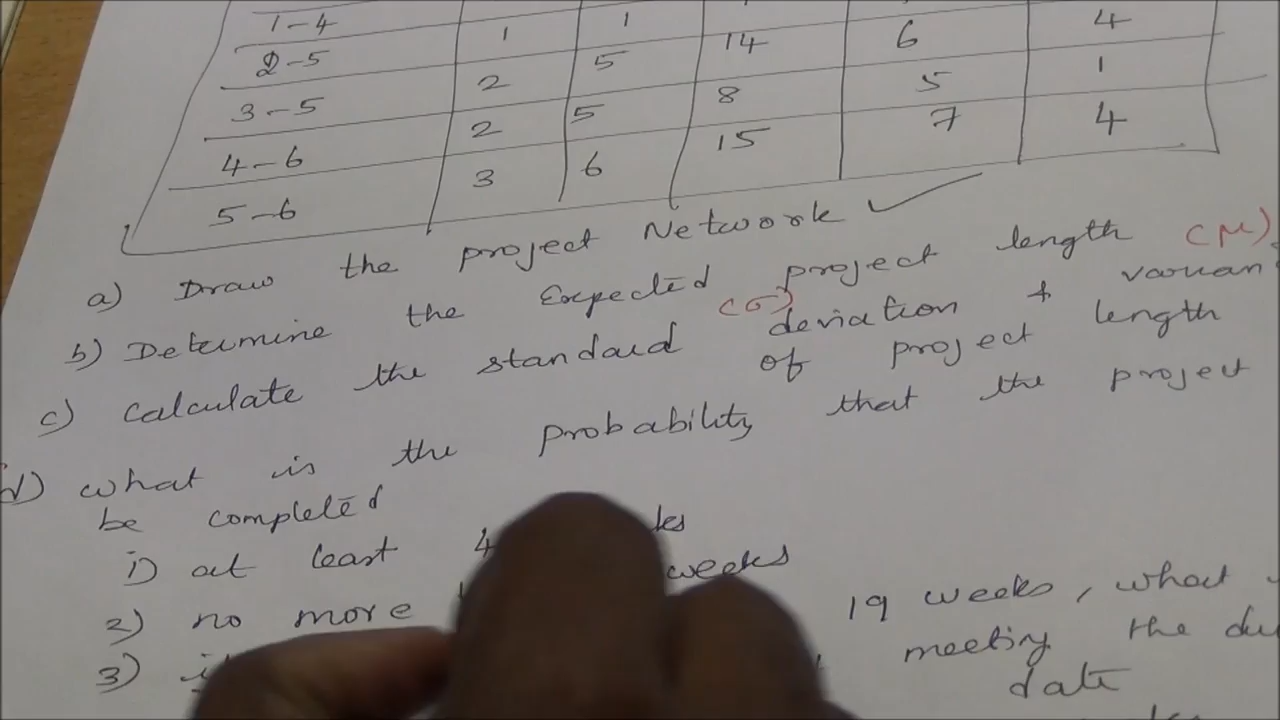 1-4 1 1
2-5 1 1 14 6 4
3-5 2 5 8 5 1
4-6 2 5 15 7 4
5-6 3 6
a) Draw the project Network ✓
b) Determine the Expected project length (μ)
c) calculate the standard (σ) deviation + varian
of project length
d) what is the probability that the project
be completed
i) at least 4
2) no more weeks
3) 19 weeks, what
meeting the du
date